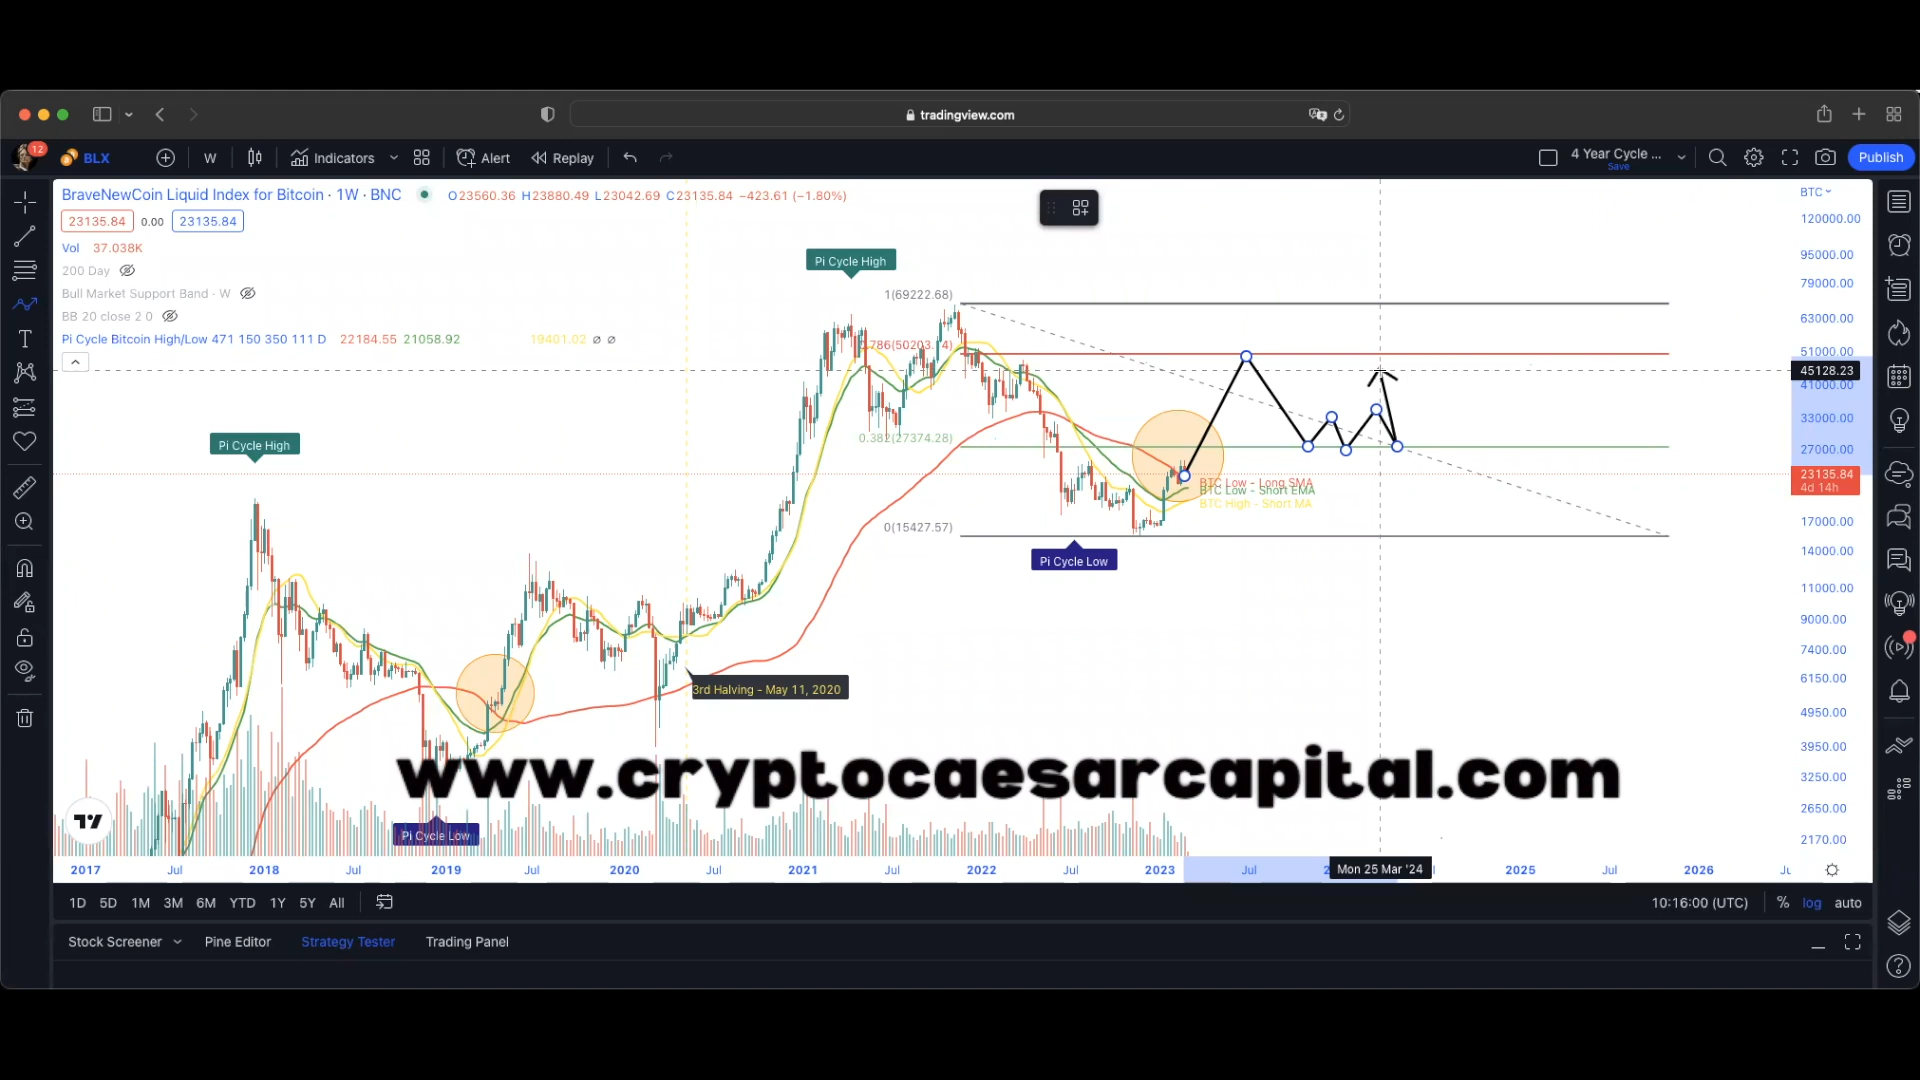 tradingview.com
12
BLX
W
Indicators
Alert
Replay
4 Year Cycle ...
Save
Publish
BraveNewCoin Liquid Index for Bitcoin · 1W · BNC
O23560.36 H23880.49 L23042.69 C23135.84 −423.61 (−1.80%)
BTC
23135.84
0.00
23135.84
Vol 37.038K
200 Day
Bull Market Support Band · W
BB 20 close 2 0
Pi Cycle Bitcoin High/Low 471 150 350 111 D 22184.55 21058.92 19401.02 ∅ ∅
120000.00
95000.00
79000.00
63000.00
51000.00
45128.23
41000.00
33000.00
27000.00
23135.84
4d 14h
17000.00
14000.00
11000.00
9000.00
7400.00
6150.00
4950.00
3950.00
3250.00
2650.00
2170.00
Pi Cycle High
Pi Cycle High
1(69222.68)
0.382(27374.28)
0(15427.57)
BTC Low - Long SMA
BTC Low - Short EMA
BTC High - Short MA
Pi Cycle Low
3rd Halving - May 11, 2020
www.cryptocaesarcapital.com
Pi Cycle Low
2017 Jul 2018 Jul 2019 Jul 2020 Jul 2021 Jul 2022 Jul 2023 Jul Mon 25 Mar '24 2025 Jul 2026
1D 5D 1M 3M 6M YTD 1Y 5Y All
10:16:00 (UTC) % log auto
Stock Screener Pine Editor Strategy Tester Trading Panel